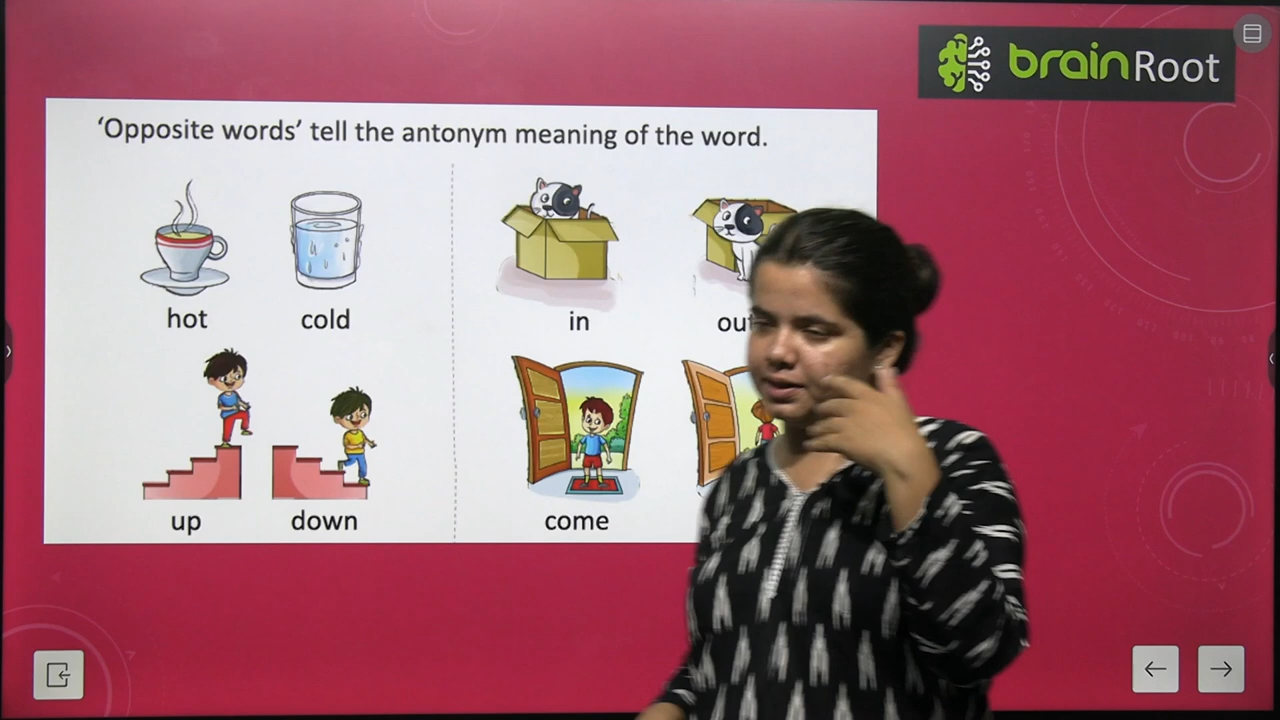 brainRoot
‘Opposite words’ tell the antonym meaning of the word.
hot cold in
up down come